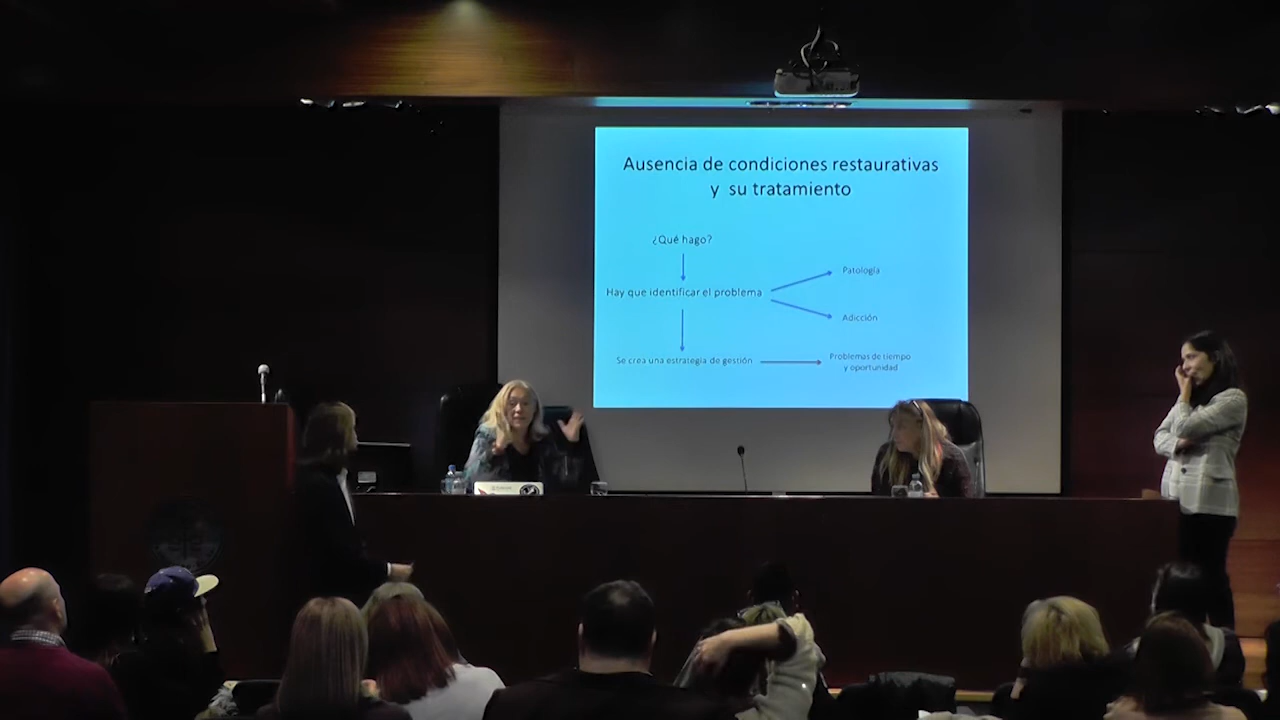 Ausencia de condiciones restaurativas
y su tratamiento
¿Qué hago?
Hay que identificar el problema
Patología
Adicción
Se crea una estrategia de gestión
Problemas de tiempo
y oportunidad